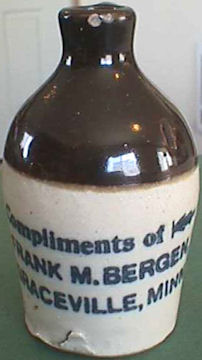 Compliments of
FRANK M. BERGEN
GRACEVILLE, MINN